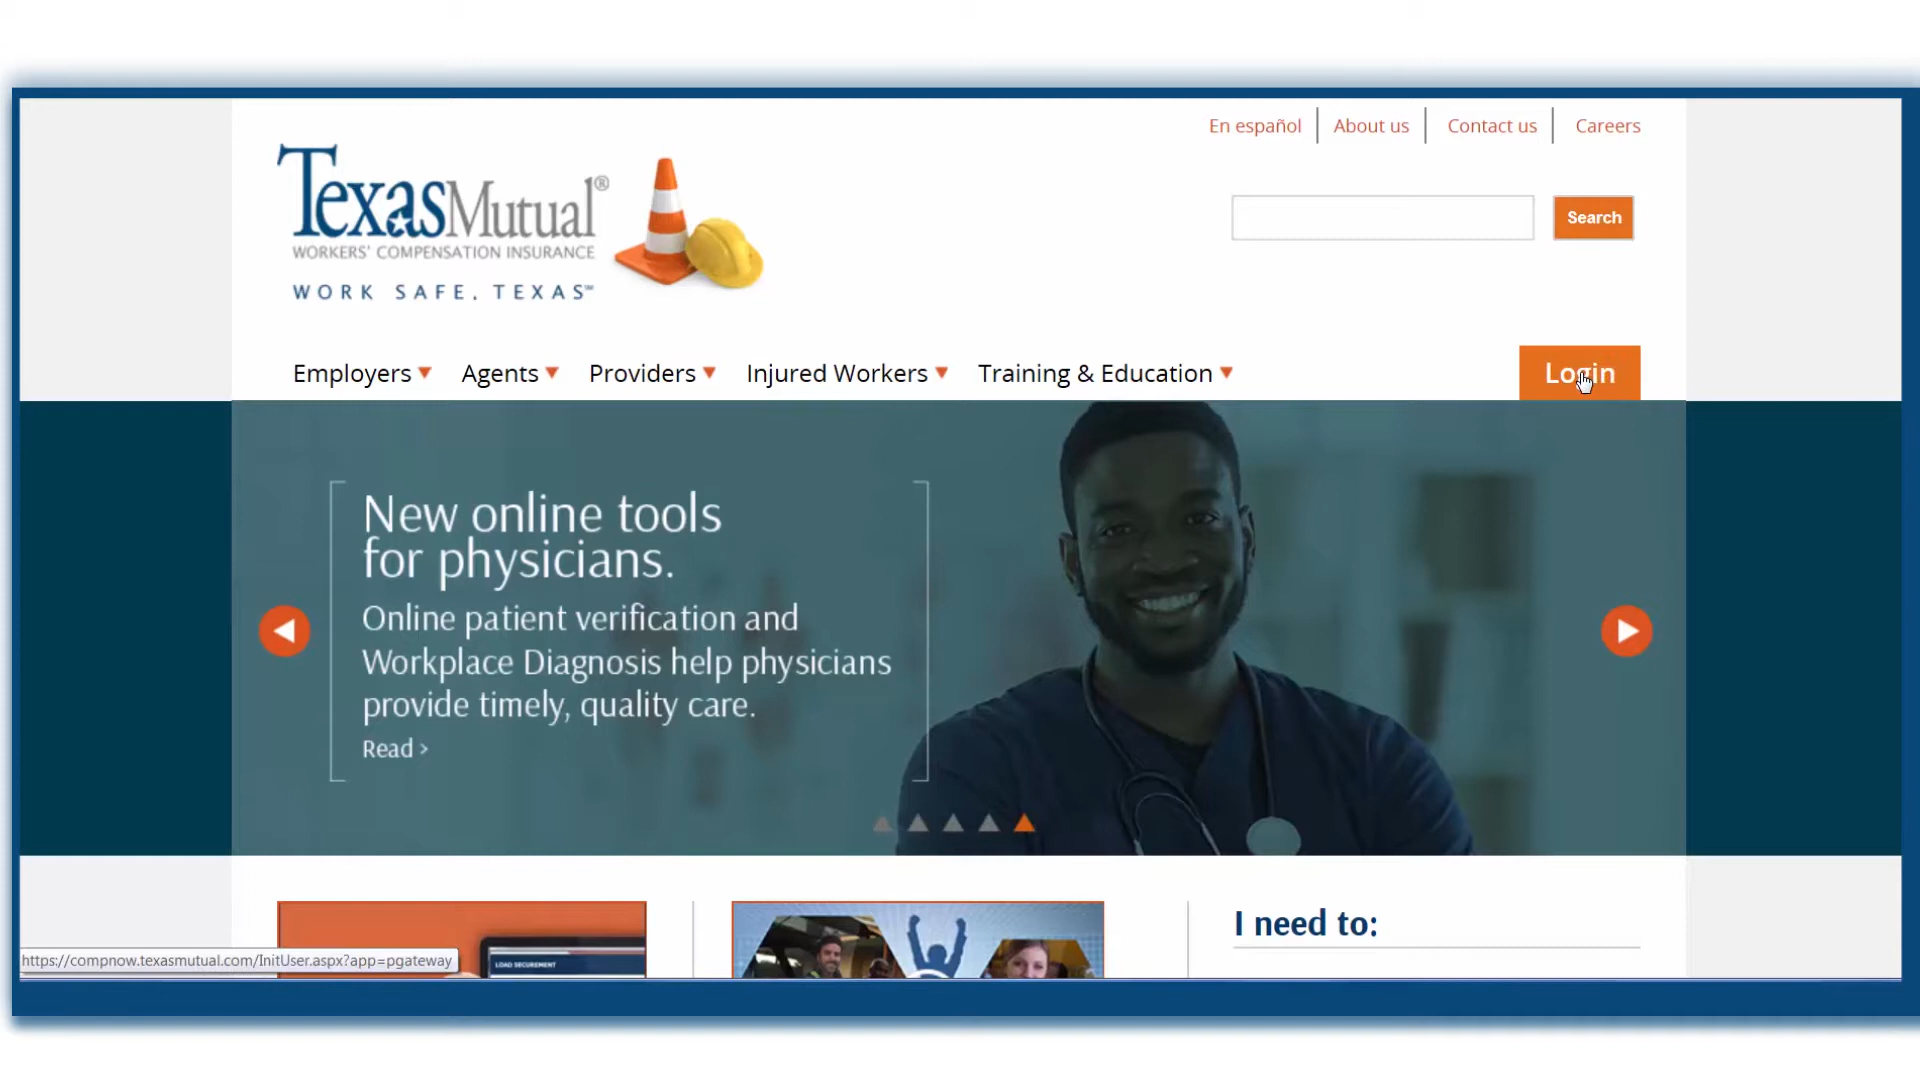 En español
About us
Contact us
Careers
TexasMutual®
WORKERS' COMPENSATION INSURANCE
WORK SAFE, TEXAS℠
Search
Employers
Agents
Providers
Injured Workers
Training & Education
Login
New online tools
for physicians.
Online patient verification and
Workplace Diagnosis help physicians
provide timely, quality care.
Read >
I need to:
LOAD SECUREMENT
https://compnow.texasmutual.com/InitUser.aspx?app=pgateway